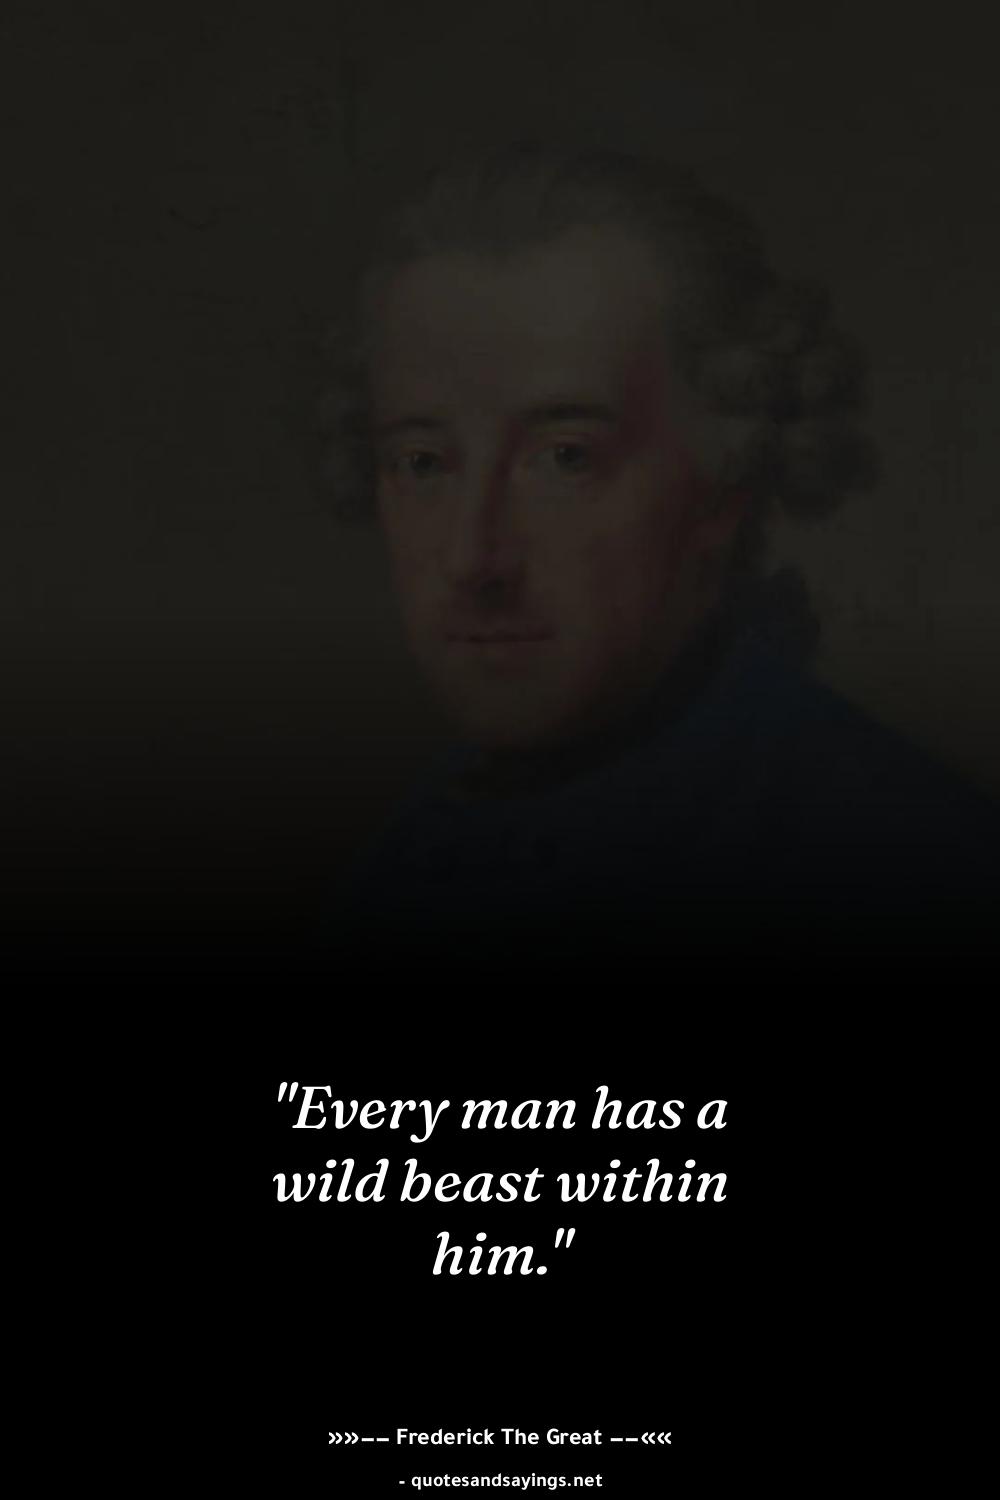 "Every man has a
wild beast within
him."
»»–– Frederick The Great ––««
- quotesandsayings.net